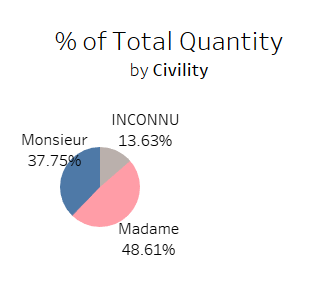 % of Total Quantity
by Civility
INCONNU
13.63%
Monsieur
37.75%
Madame
48.61%